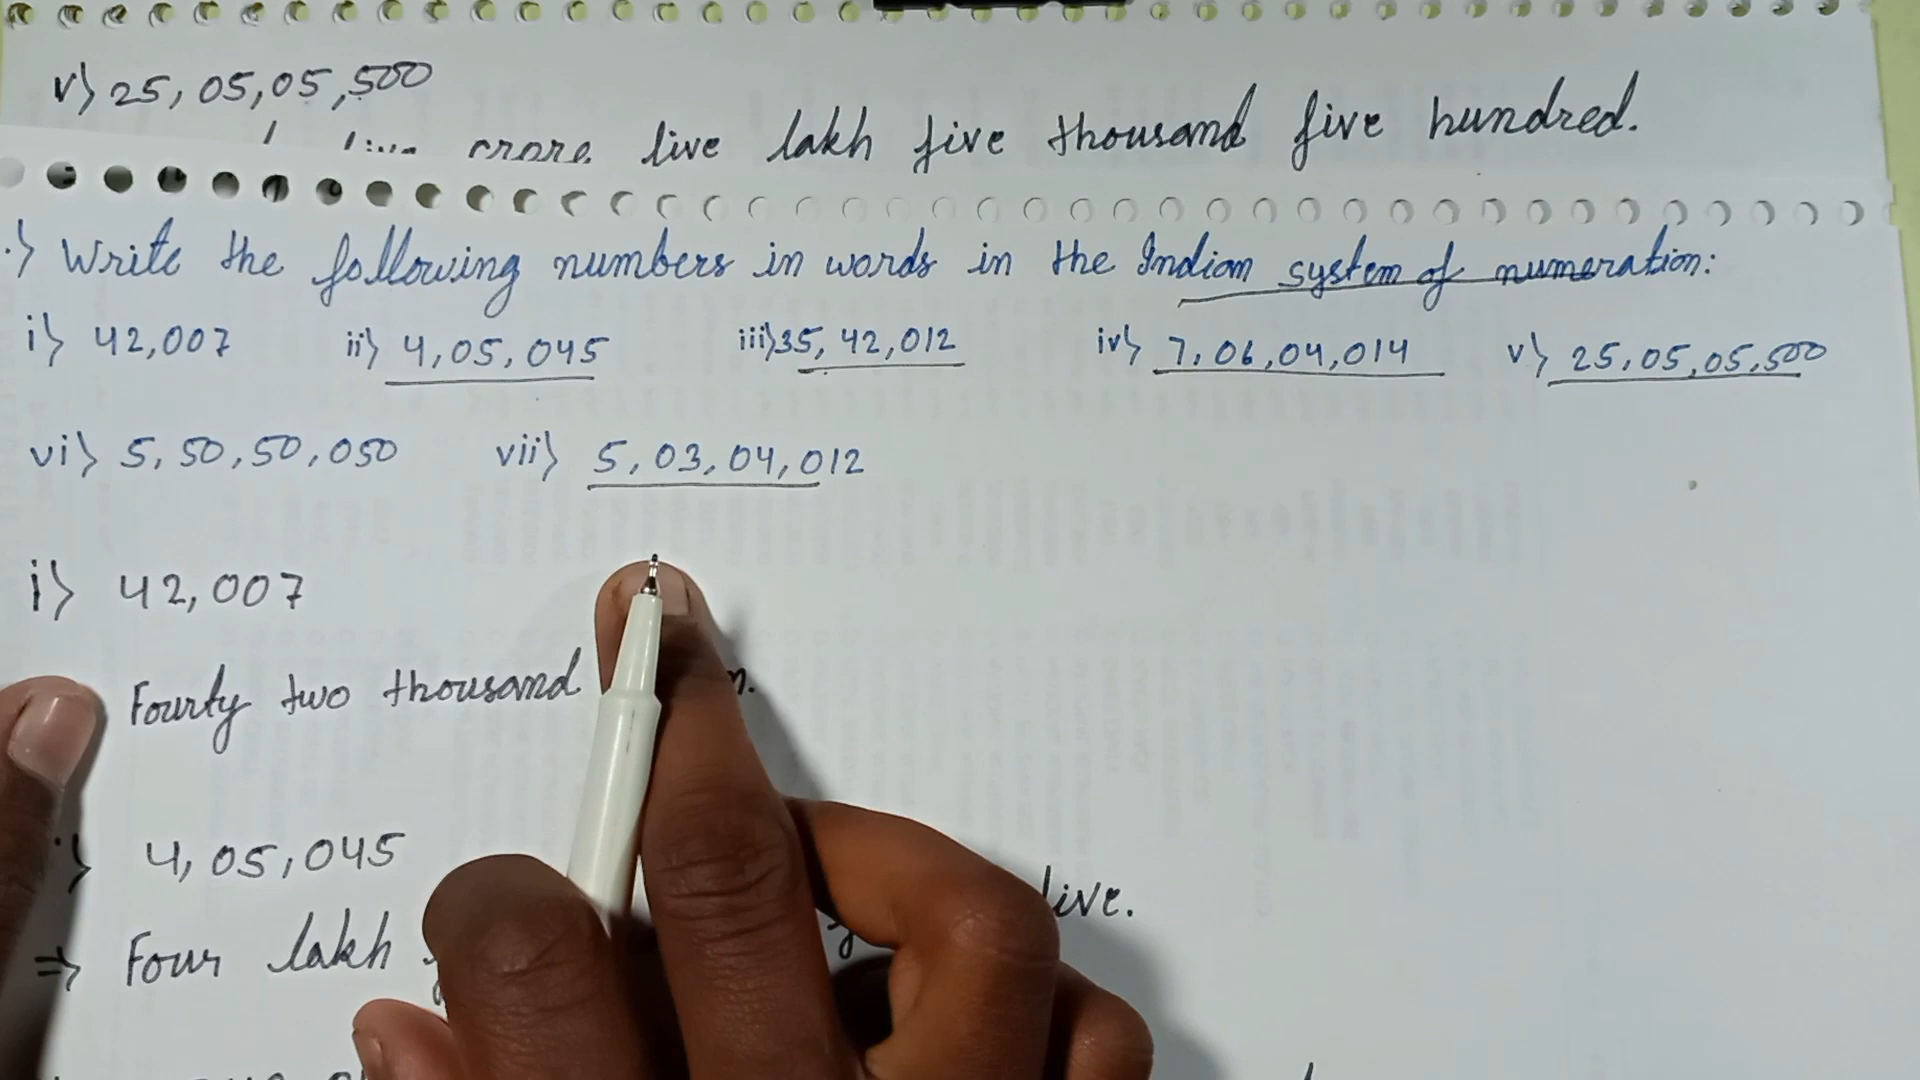 v) 25, 05, 05, 500
crore five lakh five thousand five hundred.
Write the following numbers in words in the Indian system of numeration:
i) 42,007 ii) 4,05,045 iii) 35,42,012 iv) 7,06,04,014 v) 25,05,05,500
vi) 5,50,50,050 vii) 5,03,04,012
i) 42,007
Fourty two thousand
4,05,045
⇒ Four lakh five.